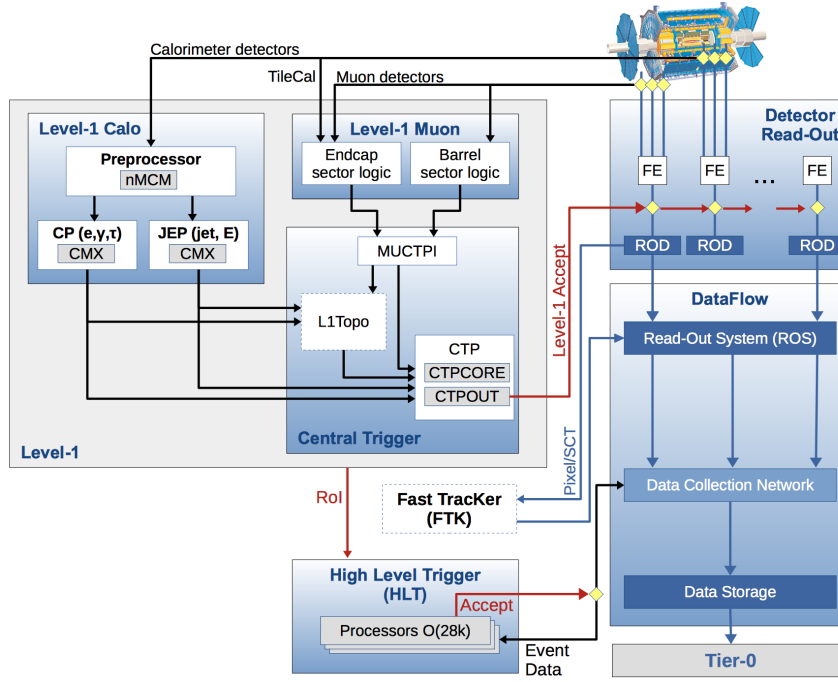 Calorimeter detectors
TileCal
Muon detectors
Level-1 Calo
Preprocessor
nMCM
CP (e,γ,τ)
CMX
JEP (jet, E)
CMX
Level-1 Muon
Endcap
sector logic
Barrel
sector logic
MUCTPI
L1Topo
CTP
CTPCORE
CTPOUT
Central Trigger
Level-1
Level-1 Accept
Detector
Read-Out
FE
FE
...
FE
ROD
ROD
ROD
DataFlow
Read-Out System (ROS)
Pixel/SCT
Data Collection Network
Data Storage
Tier-0
RoI
Fast TracKer
(FTK)
High Level Trigger
(HLT)
Accept
Processors O(28k)
Event
Data